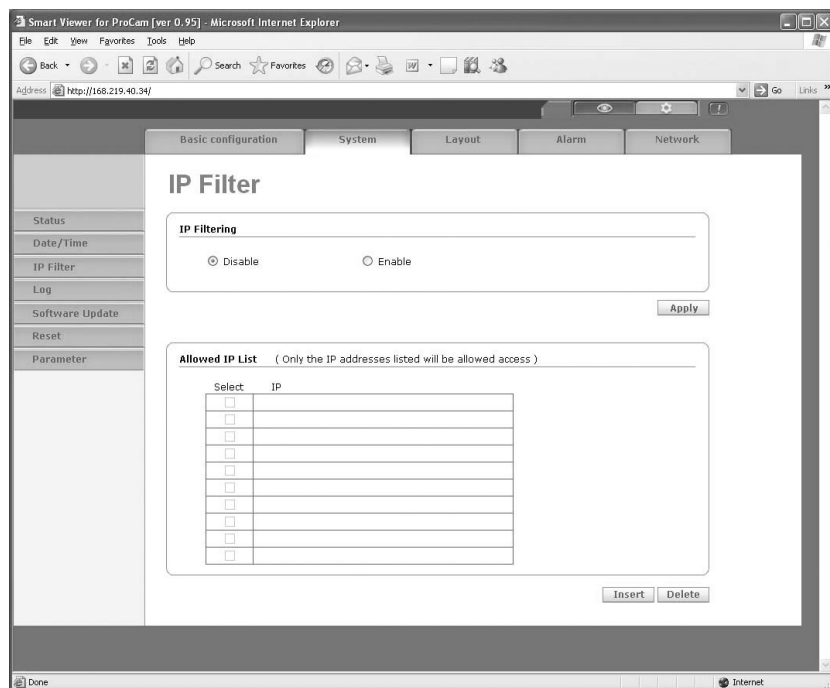 Smart Viewer for ProCam [ver 0.95] - Microsoft Internet Explorer
File Edit View Favorites Tools Help
Back Search Favorites
Address http://168.219.40.34/ Go Links »
Basic configuration System Layout Alarm Network
IP Filter
Status
Date/Time
IP Filter
Log
Software Update
Reset
Parameter
IP Filtering
Disable Enable
Apply
Allowed IP List ( Only the IP addresses listed will be allowed access )
Select IP
Insert Delete
Done Internet